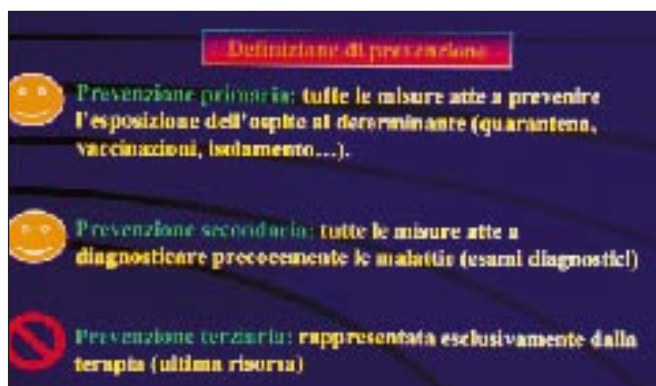 Definizione di prevenzione
Prevenzione primaria: tutte le misure atte a prevenire
l'esposizione dell'ospite al determinante (quarantena,
vaccinazioni, isolamento...).
Prevenzione secondaria: tutte le misure atte a
diagnosticare precocemente le malattie (esami diagnostici)
Prevenzione terziaria: rappresentata esclusivamente dalla
terapia (ultima risorsa)